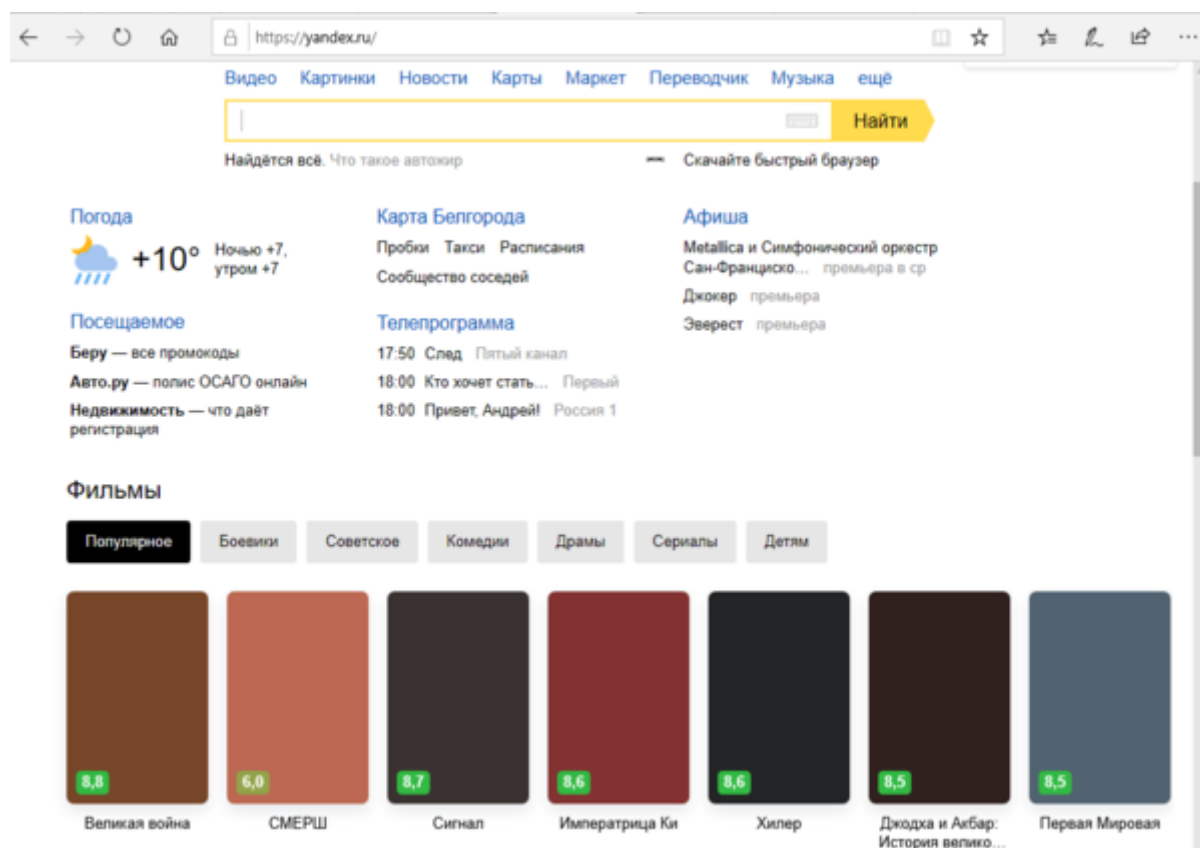 https://yandex.ru/
Видео Картинки Новости Карты Маркет Переводчик Музыка ещё
Найти
Найдётся всё. Что такое автожир
Скачайте быстрый браузер
Погода
+10°
Ночью +7,
утром +7
Карта Белгорода
Пробки Такси Расписания
Сообщество соседей
Афиша
Metallica и Симфонический оркестр
Сан-Франциско... премьера в ср
Джокер премьера
Эверест премьера
Посещаемое
Беру — все промокоды
Авто.ру — полис ОСАГО онлайн
Недвижимость — что даёт
регистрация
Телепрограмма
17:50 След Пятый канал
18:00 Кто хочет стать... Первый
18:00 Привет, Андрей! Россия 1
Фильмы
Популярное Боевики Советское Комедии Драмы Сериалы Детям
8,8 6,0 8,7 8,6 8,6 8,5 8,5
Великая война СМЕРШ Сигнал Императрица Ки Хилер Джодха и Акбар: Первая Мировая
История велико...